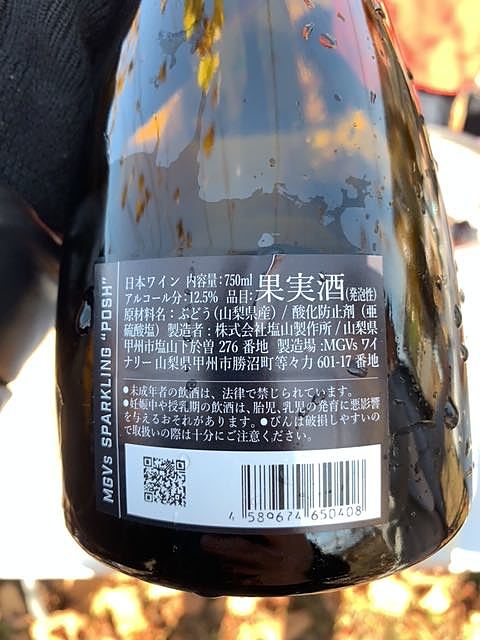 MGVs SPARKLING "POSH"
日本ワイン 内容量:750ml 果実酒(発泡性)
アルコール分:12.5% 品目:
原材料名:ぶどう(山梨県産)/酸化防止剤(亜
硫酸塩) 製造者:株式会社塩山製作所/山梨県
甲州市塩山下於曽 276 番地 製造場:MGVs ワイ
ナリー 山梨県甲州市勝沼町等々力 601-17 番地
●未成年者の飲酒は、法律で禁じられています。
●妊娠中や授乳期の飲酒は、胎児、乳児の発育に悪影響
を与えるおそれがあります。●びんは破損しやすいの
で取扱いの際は十分にご注意ください。
4 589674 650408